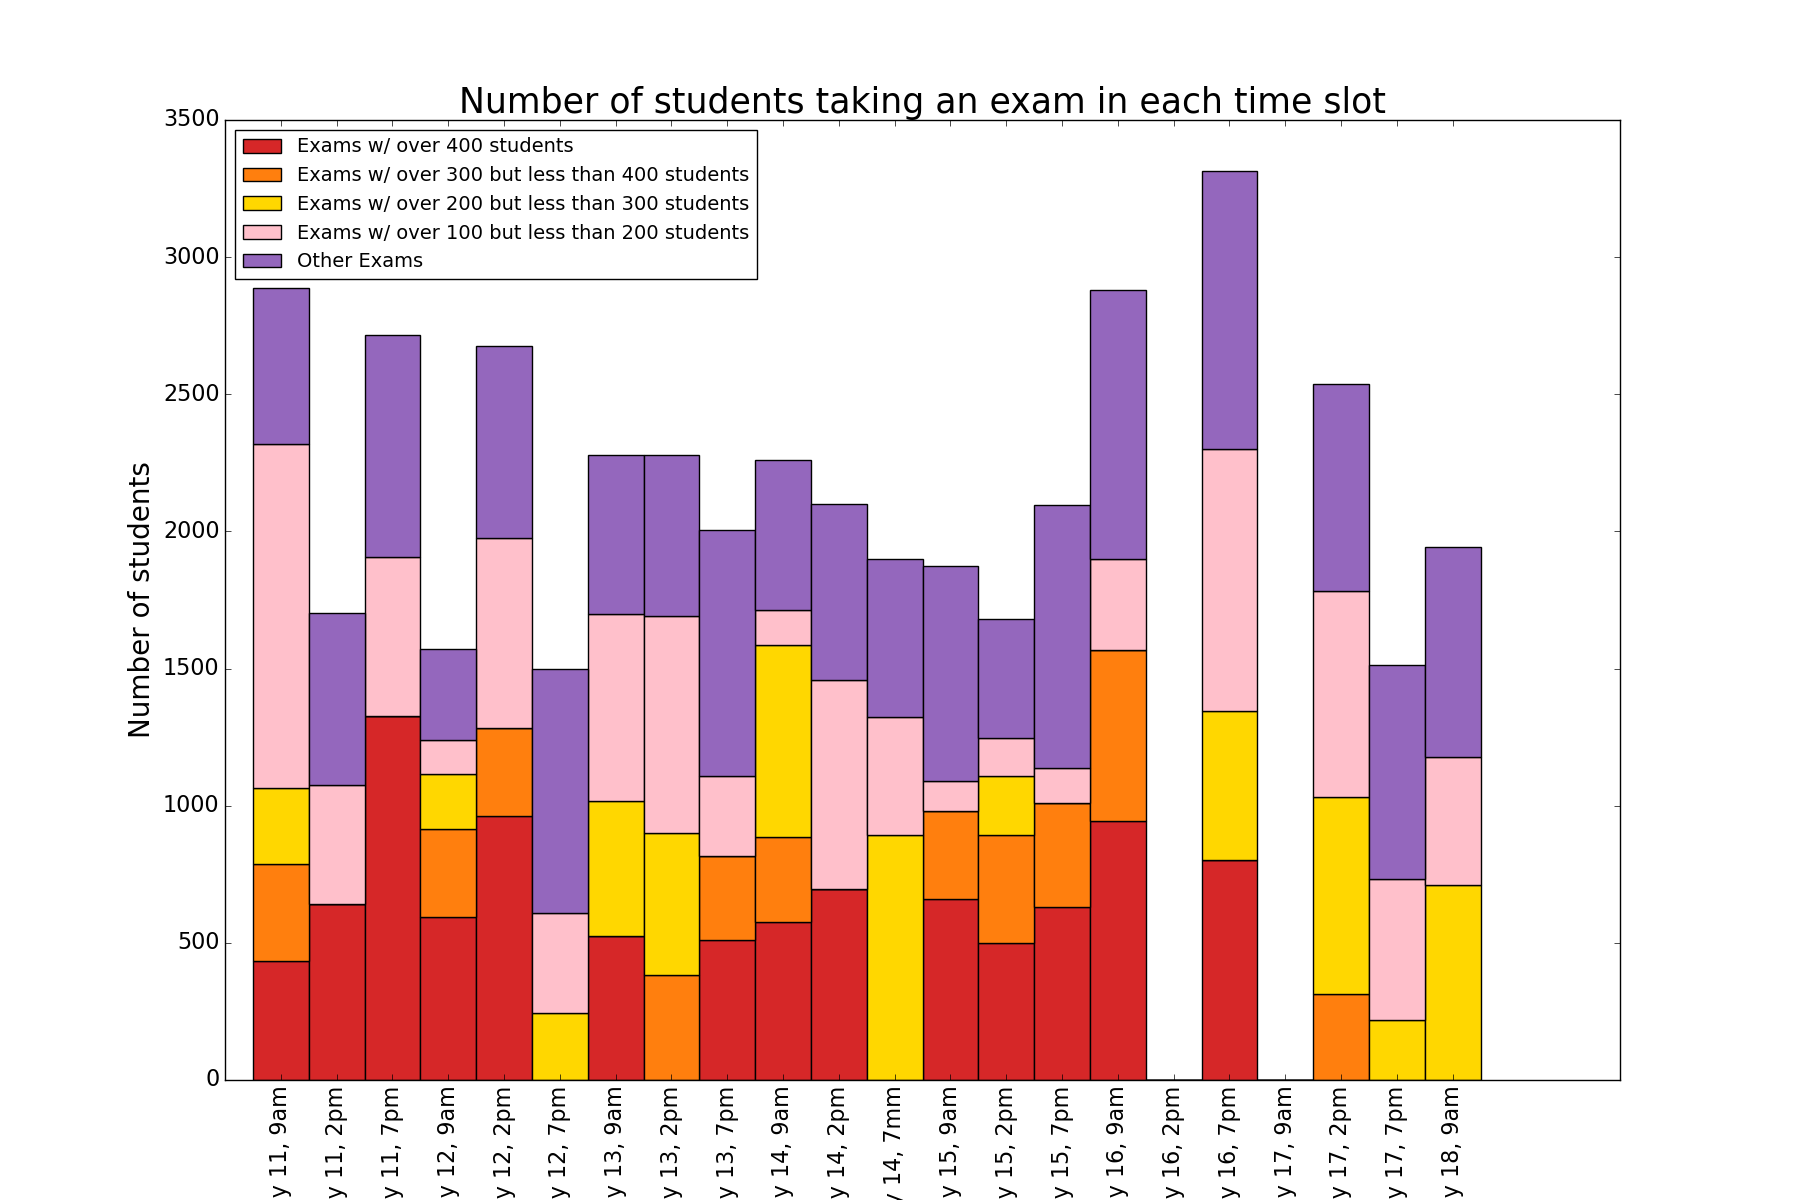 Number of students taking an exam in each time slot
3500
3000
2500
2000
1500
1000
500
0
Number of students
Exams w/ over 400 students
Exams w/ over 300 but less than 400 students
Exams w/ over 200 but less than 300 students
Exams w/ over 100 but less than 200 students
Other Exams
y 11, 9am
y 11, 2pm
y 11, 7pm
y 12, 9am
y 12, 2pm
y 12, 7pm
y 13, 9am
y 13, 2pm
y 13, 7pm
y 14, 9am
y 14, 2pm
y 14, 7mm
y 15, 9am
y 15, 2pm
y 15, 7pm
y 16, 9am
y 16, 2pm
y 16, 7pm
y 17, 9am
y 17, 2pm
y 17, 7pm
y 18, 9am